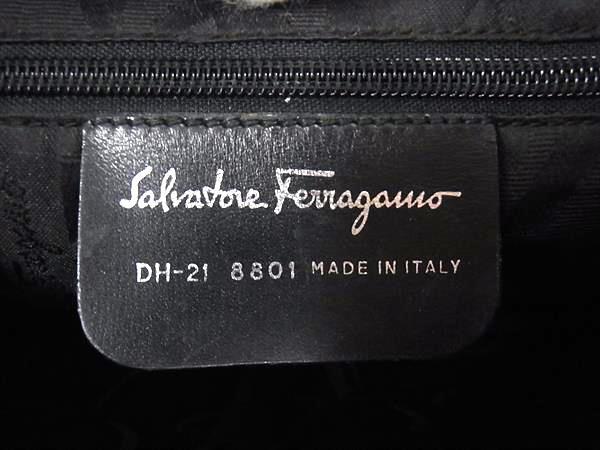 Salvatore Ferragamo
DH-21 8801 MADE IN ITALY